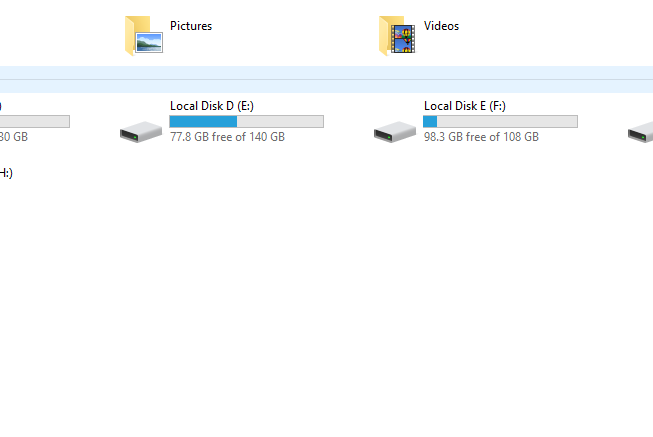 Pictures
Videos
)
Local Disk D (E:)
Local Disk E (F:)
80 GB
77.8 GB free of 140 GB
98.3 GB free of 108 GB
H:)